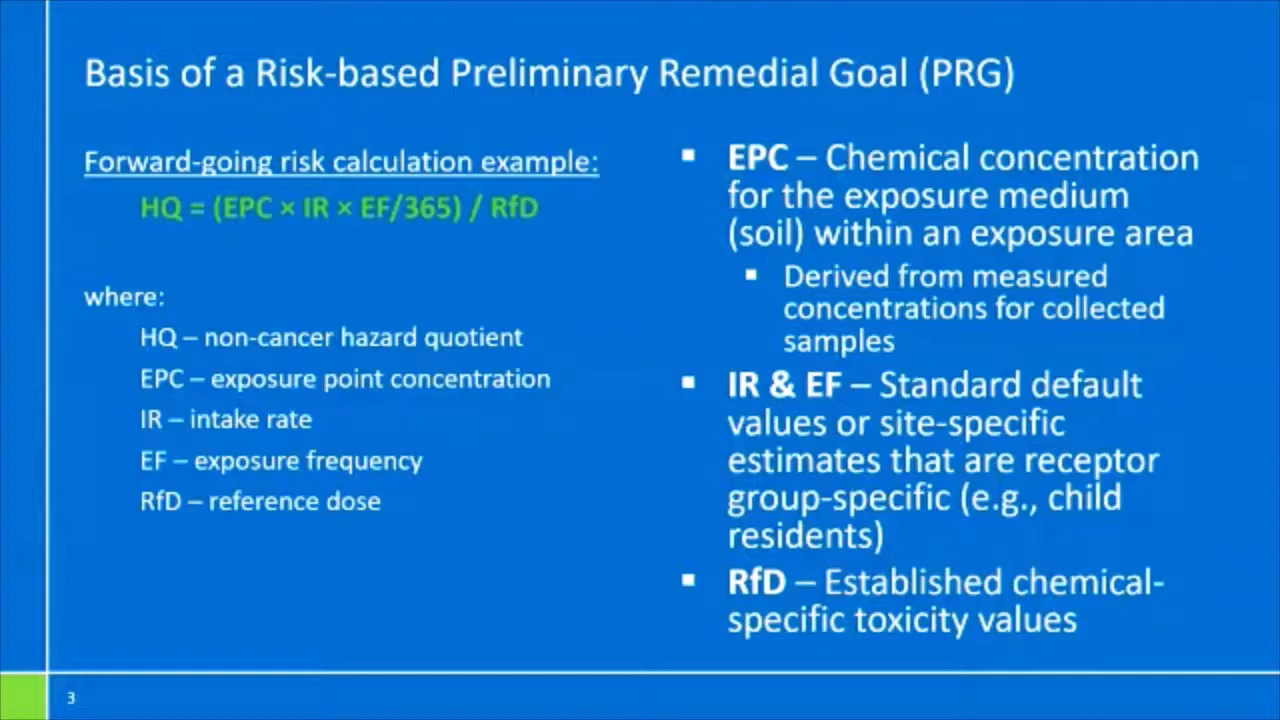 Basis of a Risk-based Preliminary Remedial Goal (PRG)
Forward-going risk calculation example:
HQ = (EPC × IR × EF/365) / RfD
where:
HQ – non-cancer hazard quotient
EPC – exposure point concentration
IR – intake rate
EF – exposure frequency
RfD – reference dose
▪ EPC – Chemical concentration
for the exposure medium
(soil) within an exposure area
▪ Derived from measured
concentrations for collected
samples
▪ IR & EF – Standard default
values or site-specific
estimates that are receptor
group-specific (e.g., child
residents)
▪ RfD – Established chemical-
specific toxicity values
3